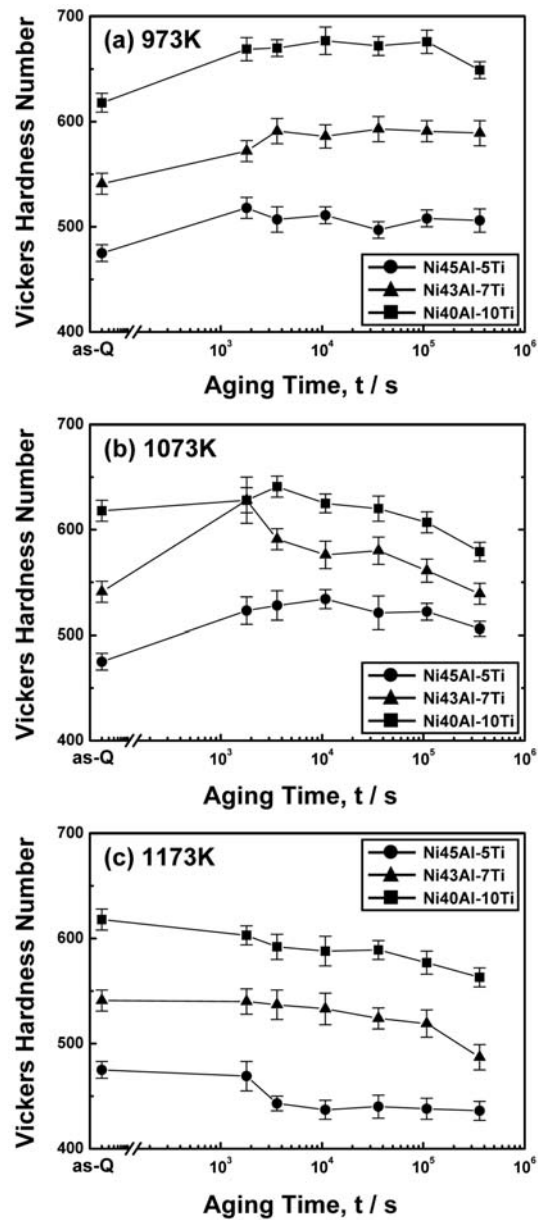 700
(a) 973K
600
Vickers Hardness Number
500
Ni45Al-5Ti
Ni43Al-7Ti
Ni40Al-10Ti
400
as-Q 10³ 10⁴ 10⁵ 10⁶
Aging Time, t / s
700
(b) 1073K
600
Vickers Hardness Number
500
Ni45Al-5Ti
Ni43Al-7Ti
Ni40Al-10Ti
400
as-Q 10³ 10⁴ 10⁵ 10⁶
Aging Time, t / s
700
(c) 1173K
Ni45Al-5Ti
Ni43Al-7Ti
Ni40Al-10Ti
600
Vickers Hardness Number
500
400
as-Q 10³ 10⁴ 10⁵ 10⁶
Aging Time, t / s